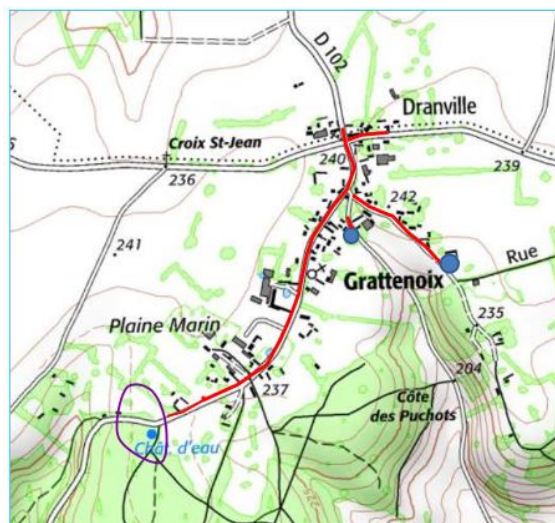 D 102
Dranville
Croix St-Jean
240
239
236
242
241
Grattenoix
Rue
Plaine Marin
235
237
204
Côte
des Puchots
Chât. d'eau
225